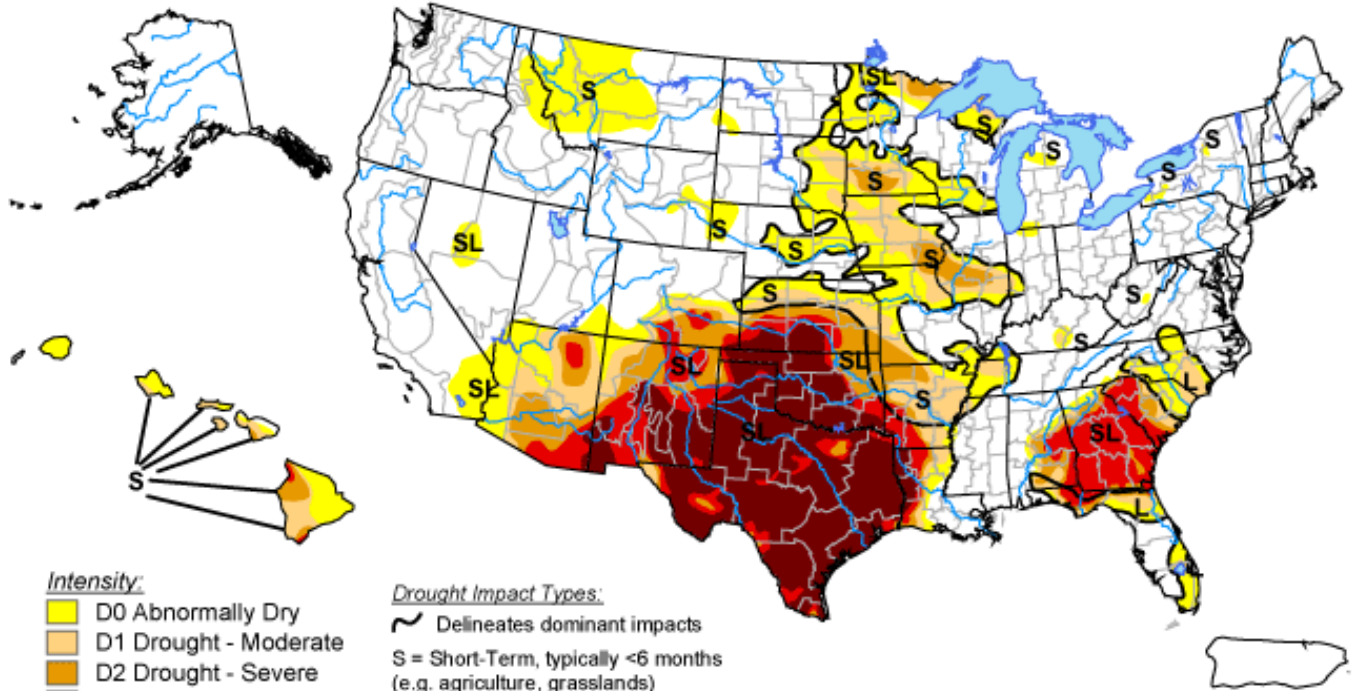 SL
S
S
S
S
S
S
SL
S
S
S
S
S
S
SL
SL
SL
S
L
SL
SL
L
S
Intensity:
D0 Abnormally Dry
D1 Drought - Moderate
D2 Drought - Severe
Drought Impact Types:
Delineates dominant impacts
S = Short-Term, typically <6 months
(e.g. agriculture, grasslands)